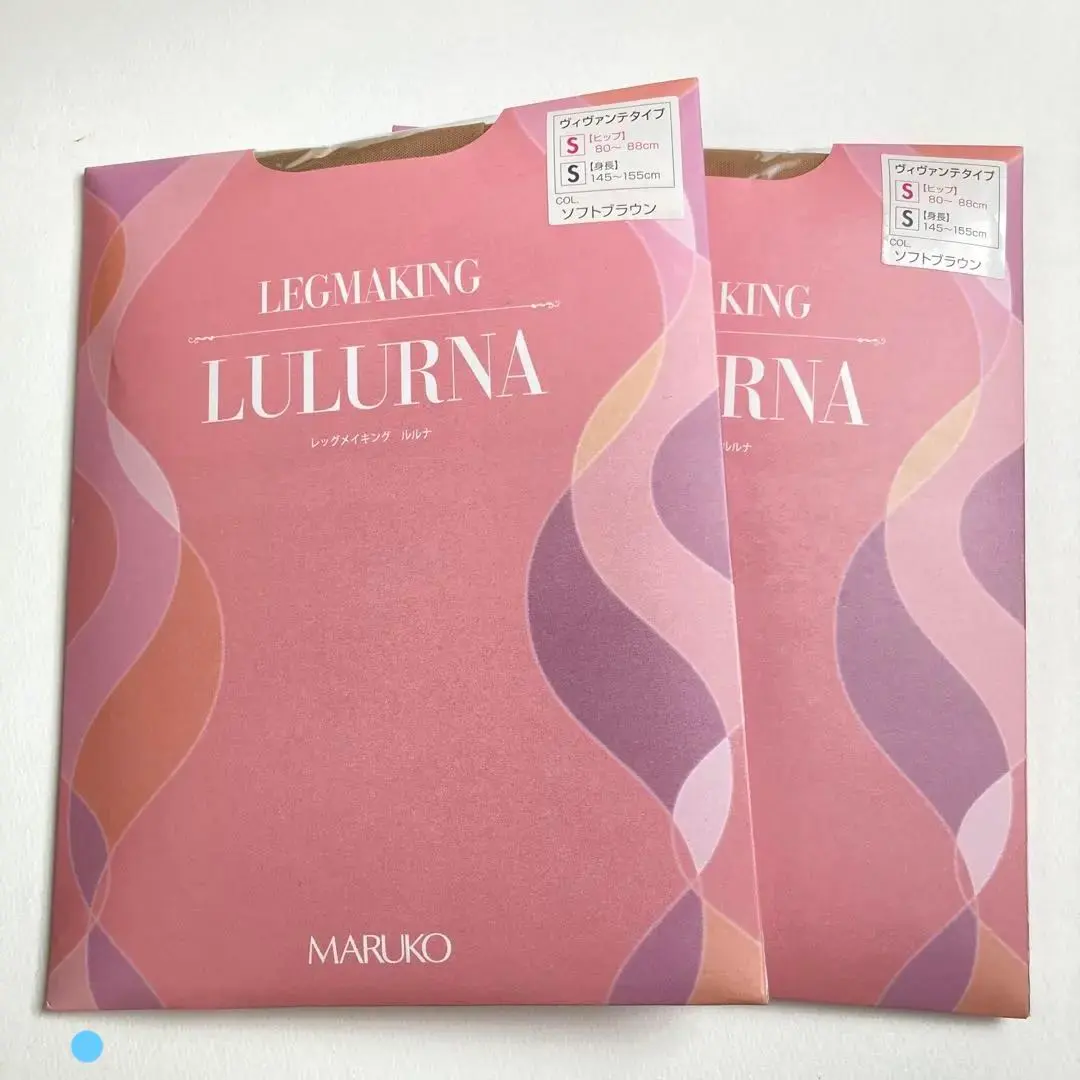 ヴィヴァンテタイプ
S 【ヒップ】
80～ 88cm
S 【身長】
145～155cm
COL.
ソフトブラウン
LEGMAKING
LULURNA
レッグメイキング ルルナ
MARUKO
ヴィヴァンテタイプ
S 【ヒップ】
80～ 88cm
S 【身長】
145～155cm
COL.
ソフトブラウン
KING
RNA
ルルナ